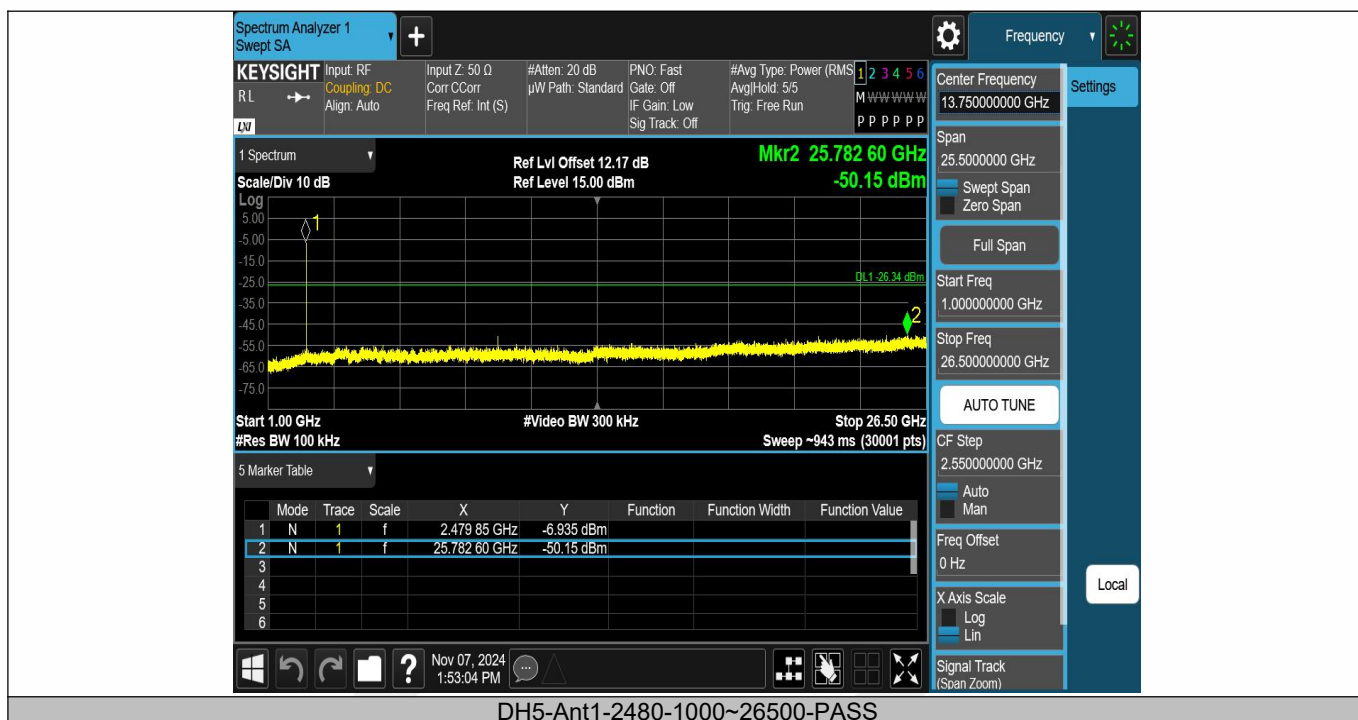 Spectrum Analyzer 1
Swept SA
Frequency
KEYSIGHT
RL
LXI
Input: RF
Coupling: DC
Align: Auto
Input Z: 50 Ω
Corr CCorr
Freq Ref: Int (S)
#Atten: 20 dB
µW Path: Standard
PNO: Fast
Gate: Off
IF Gain: Low
Sig Track: Off
#Avg Type: Power (RMS
Avg|Hold: 5/5
Trig: Free Run
1 2 3 4 5 6
M W W W W W
P P P P P P
1 Spectrum
Scale/Div 10 dB
Ref Lvl Offset 12.17 dB
Ref Level 15.00 dBm
Mkr2 25.782 60 GHz
-50.15 dBm
Log
5.00
-5.00
-15.0
-25.0
-35.0
-45.0
-55.0
-65.0
-75.0
1
DL1 -26.34 dBm
2
Start 1.00 GHz
#Video BW 300 kHz
Stop 26.50 GHz
#Res BW 100 kHz
Sweep ~943 ms (30001 pts)
5 Marker Table
Mode Trace Scale X Y Function Function Width Function Value
1 N 1 f 2.479 85 GHz -6.935 dBm
2 N 1 f 25.782 60 GHz -50.15 dBm
3
4
5
6
Nov 07, 2024
1:53:04 PM
Center Frequency
13.750000000 GHz
Settings
Span
25.5000000 GHz
Swept Span
Zero Span
Full Span
Start Freq
1.000000000 GHz
Stop Freq
26.500000000 GHz
AUTO TUNE
CF Step
2.550000000 GHz
Auto
Man
Freq Offset
0 Hz
Local
X Axis Scale
Log
Lin
Signal Track
(Span Zoom)
DH5-Ant1-2480-1000~26500-PASS